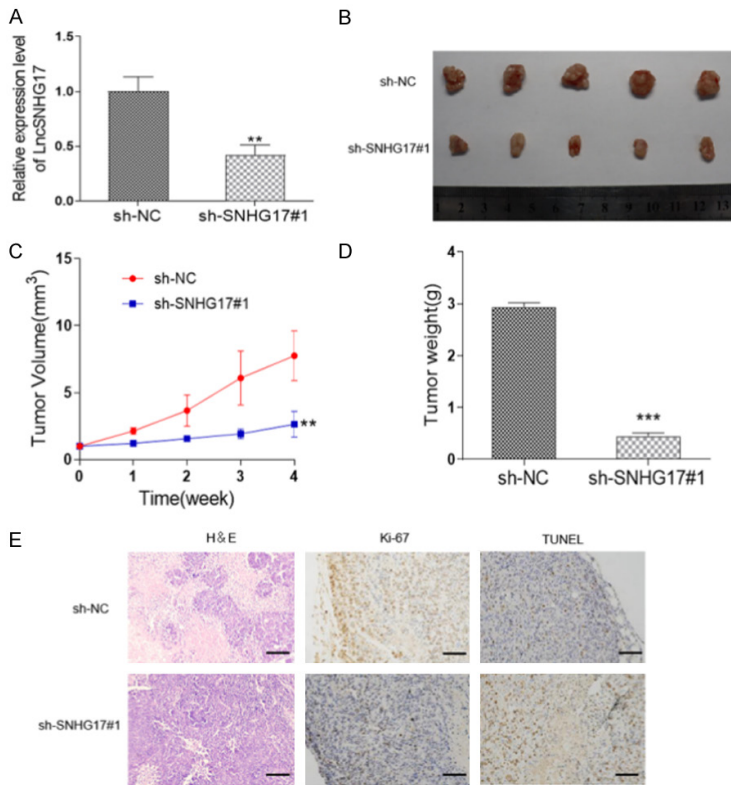 A
Relative expression level
of LncSNHG17
1.5
1.0
0.5
0.0
**
sh-NC
sh-SNHG17#1
B
sh-NC
sh-SNHG17#1
1 2 3 4 5 6 7 8 9 10 11 12 13
C
sh-NC
sh-SNHG17#1
Tumor Volume(mm³)
15
10
5
0
**
0 1 2 3 4
Time(week)
D
Tumor weight(g)
4
3
2
1
0
***
sh-NC
sh-SNHG17#1
E
H&E
Ki-67
TUNEL
sh-NC
sh-SNHG17#1